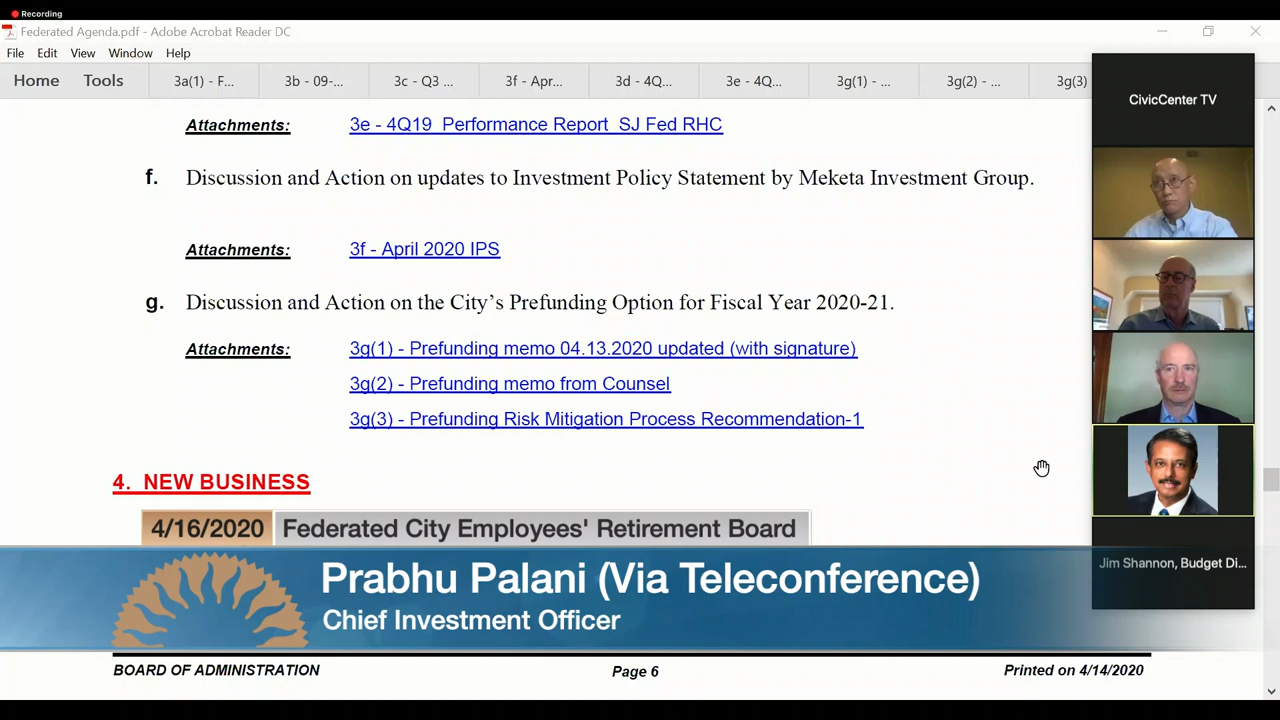 Recording
Federated Agenda.pdf - Adobe Acrobat Reader DC
File Edit View Window Help
Home Tools 3a(1) - F... 3b - 09-... 3c - Q3 ... 3f - Apr... 3d - 4Q... 3e - 4Q... 3g(1) - ... 3g(2) - ... 3g(3)
CivicCenter TV
Attachments: 3e - 4Q19 Performance Report SJ Fed RHC
f. Discussion and Action on updates to Investment Policy Statement by Meketa Investment Group.
Attachments: 3f - April 2020 IPS
g. Discussion and Action on the City’s Prefunding Option for Fiscal Year 2020-21.
Attachments: 3g(1) - Prefunding memo 04.13.2020 updated (with signature)
3g(2) - Prefunding memo from Counsel
3g(3) - Prefunding Risk Mitigation Process Recommendation-1
4. NEW BUSINESS
4/16/2020 Federated City Employees' Retirement Board
Jim Shannon, Budget Di...
Prabhu Palani (Via Teleconference)
Chief Investment Officer
BOARD OF ADMINISTRATION Page 6 Printed on 4/14/2020